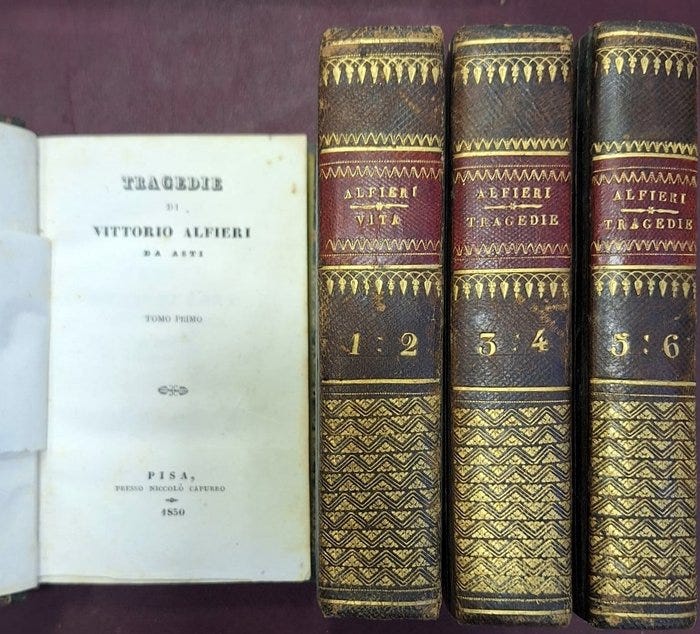 TRAGEDIE
DI
VITTORIO ALFIERI
DA ASTI
TOMO PRIMO
PISA,
PRESSO NICCOLÒ CAPURRO
1830
ALFIERI
VITA
1 : 2
ALFIERI
TRAGEDIE
3 : 4
ALFIERI
TRAGEDIE
5 : 6